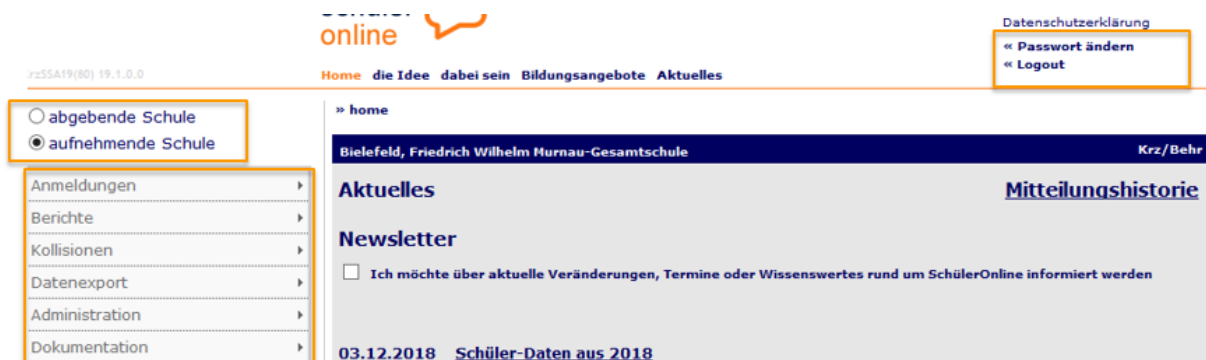 online
Datenschutzerklärung
« Passwort ändern
« Logout
Home die Idee dabei sein Bildungsangebote Aktuelles
abgebende Schule
aufnehmende Schule
» home
Bielefeld, Friedrich Wilhelm Murnau-Gesamtschule Krz/Behr
Anmeldungen
Berichte
Kollisionen
Datenexport
Administration
Dokumentation
Aktuelles Mitteilungshistorie
Newsletter
Ich möchte über aktuelle Veränderungen, Termine oder Wissenswertes rund um SchülerOnline informiert werden
03.12.2018 Schüler-Daten aus 2018